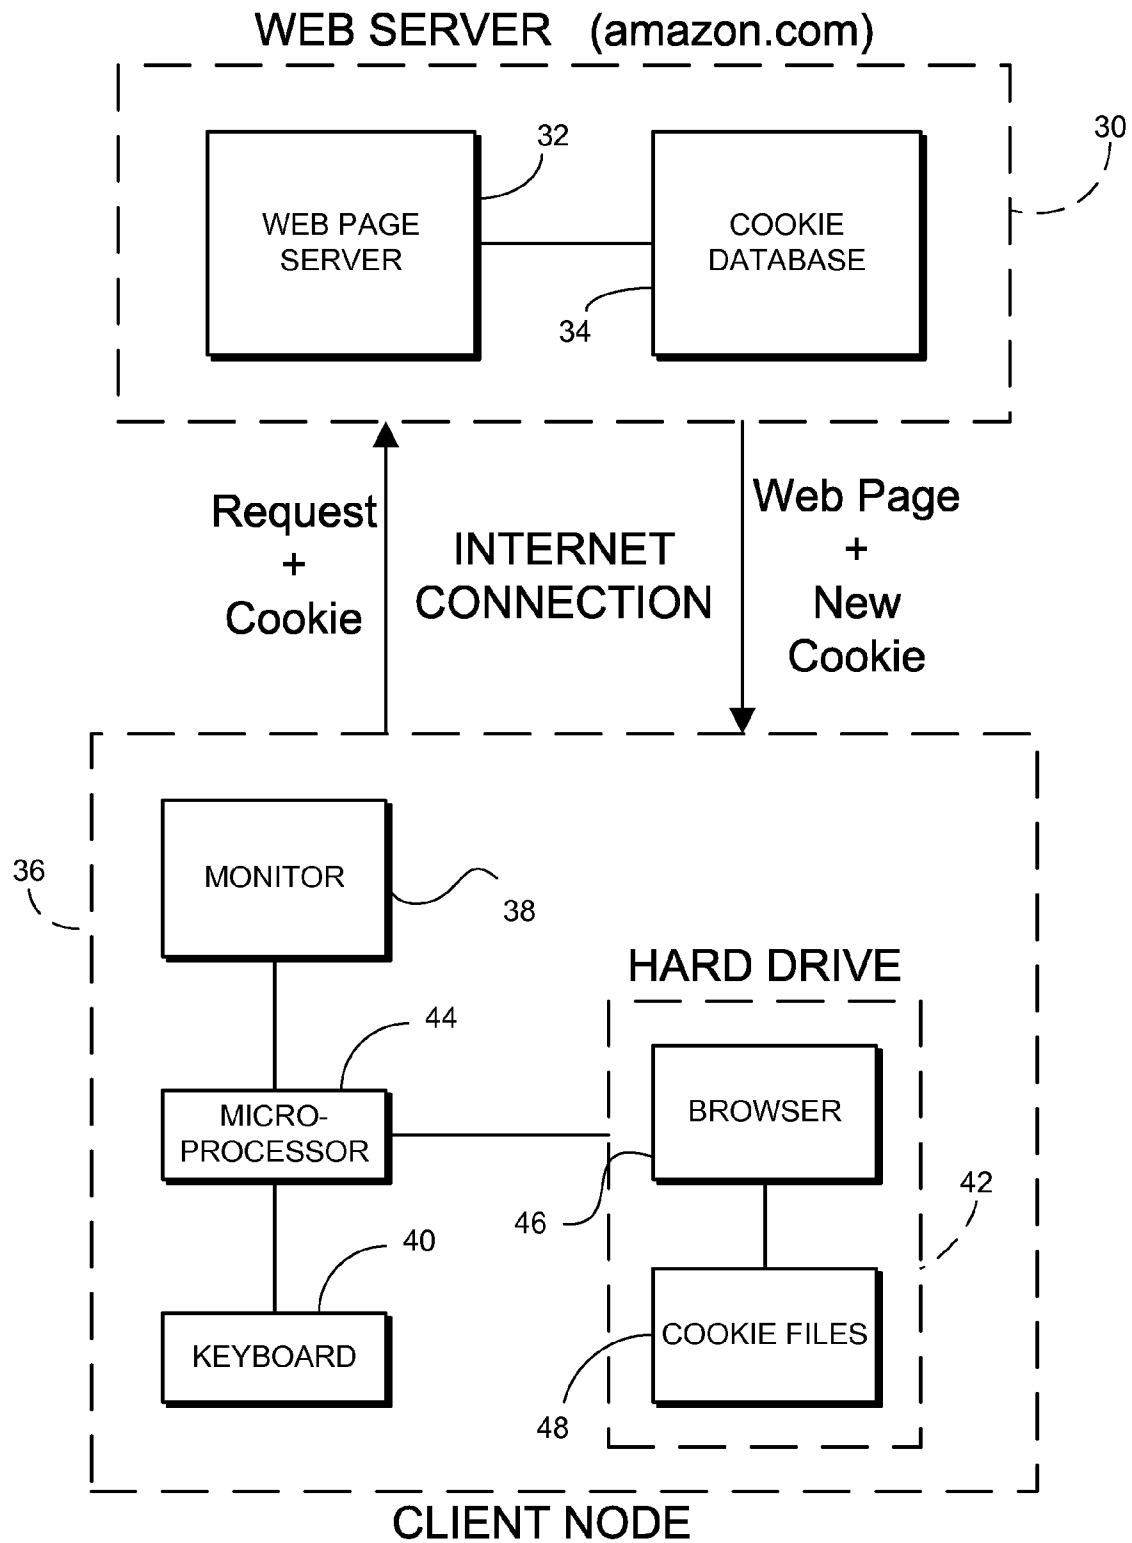 WEB SERVER (amazon.com)
32
30
WEB PAGE
SERVER
COOKIE
DATABASE
34
Request
+
Cookie
INTERNET
CONNECTION
Web Page
+
New
Cookie
36
MONITOR
38
HARD DRIVE
44
BROWSER
MICRO-
PROCESSOR
46
42
40
COOKIE FILES
KEYBOARD
48
CLIENT NODE